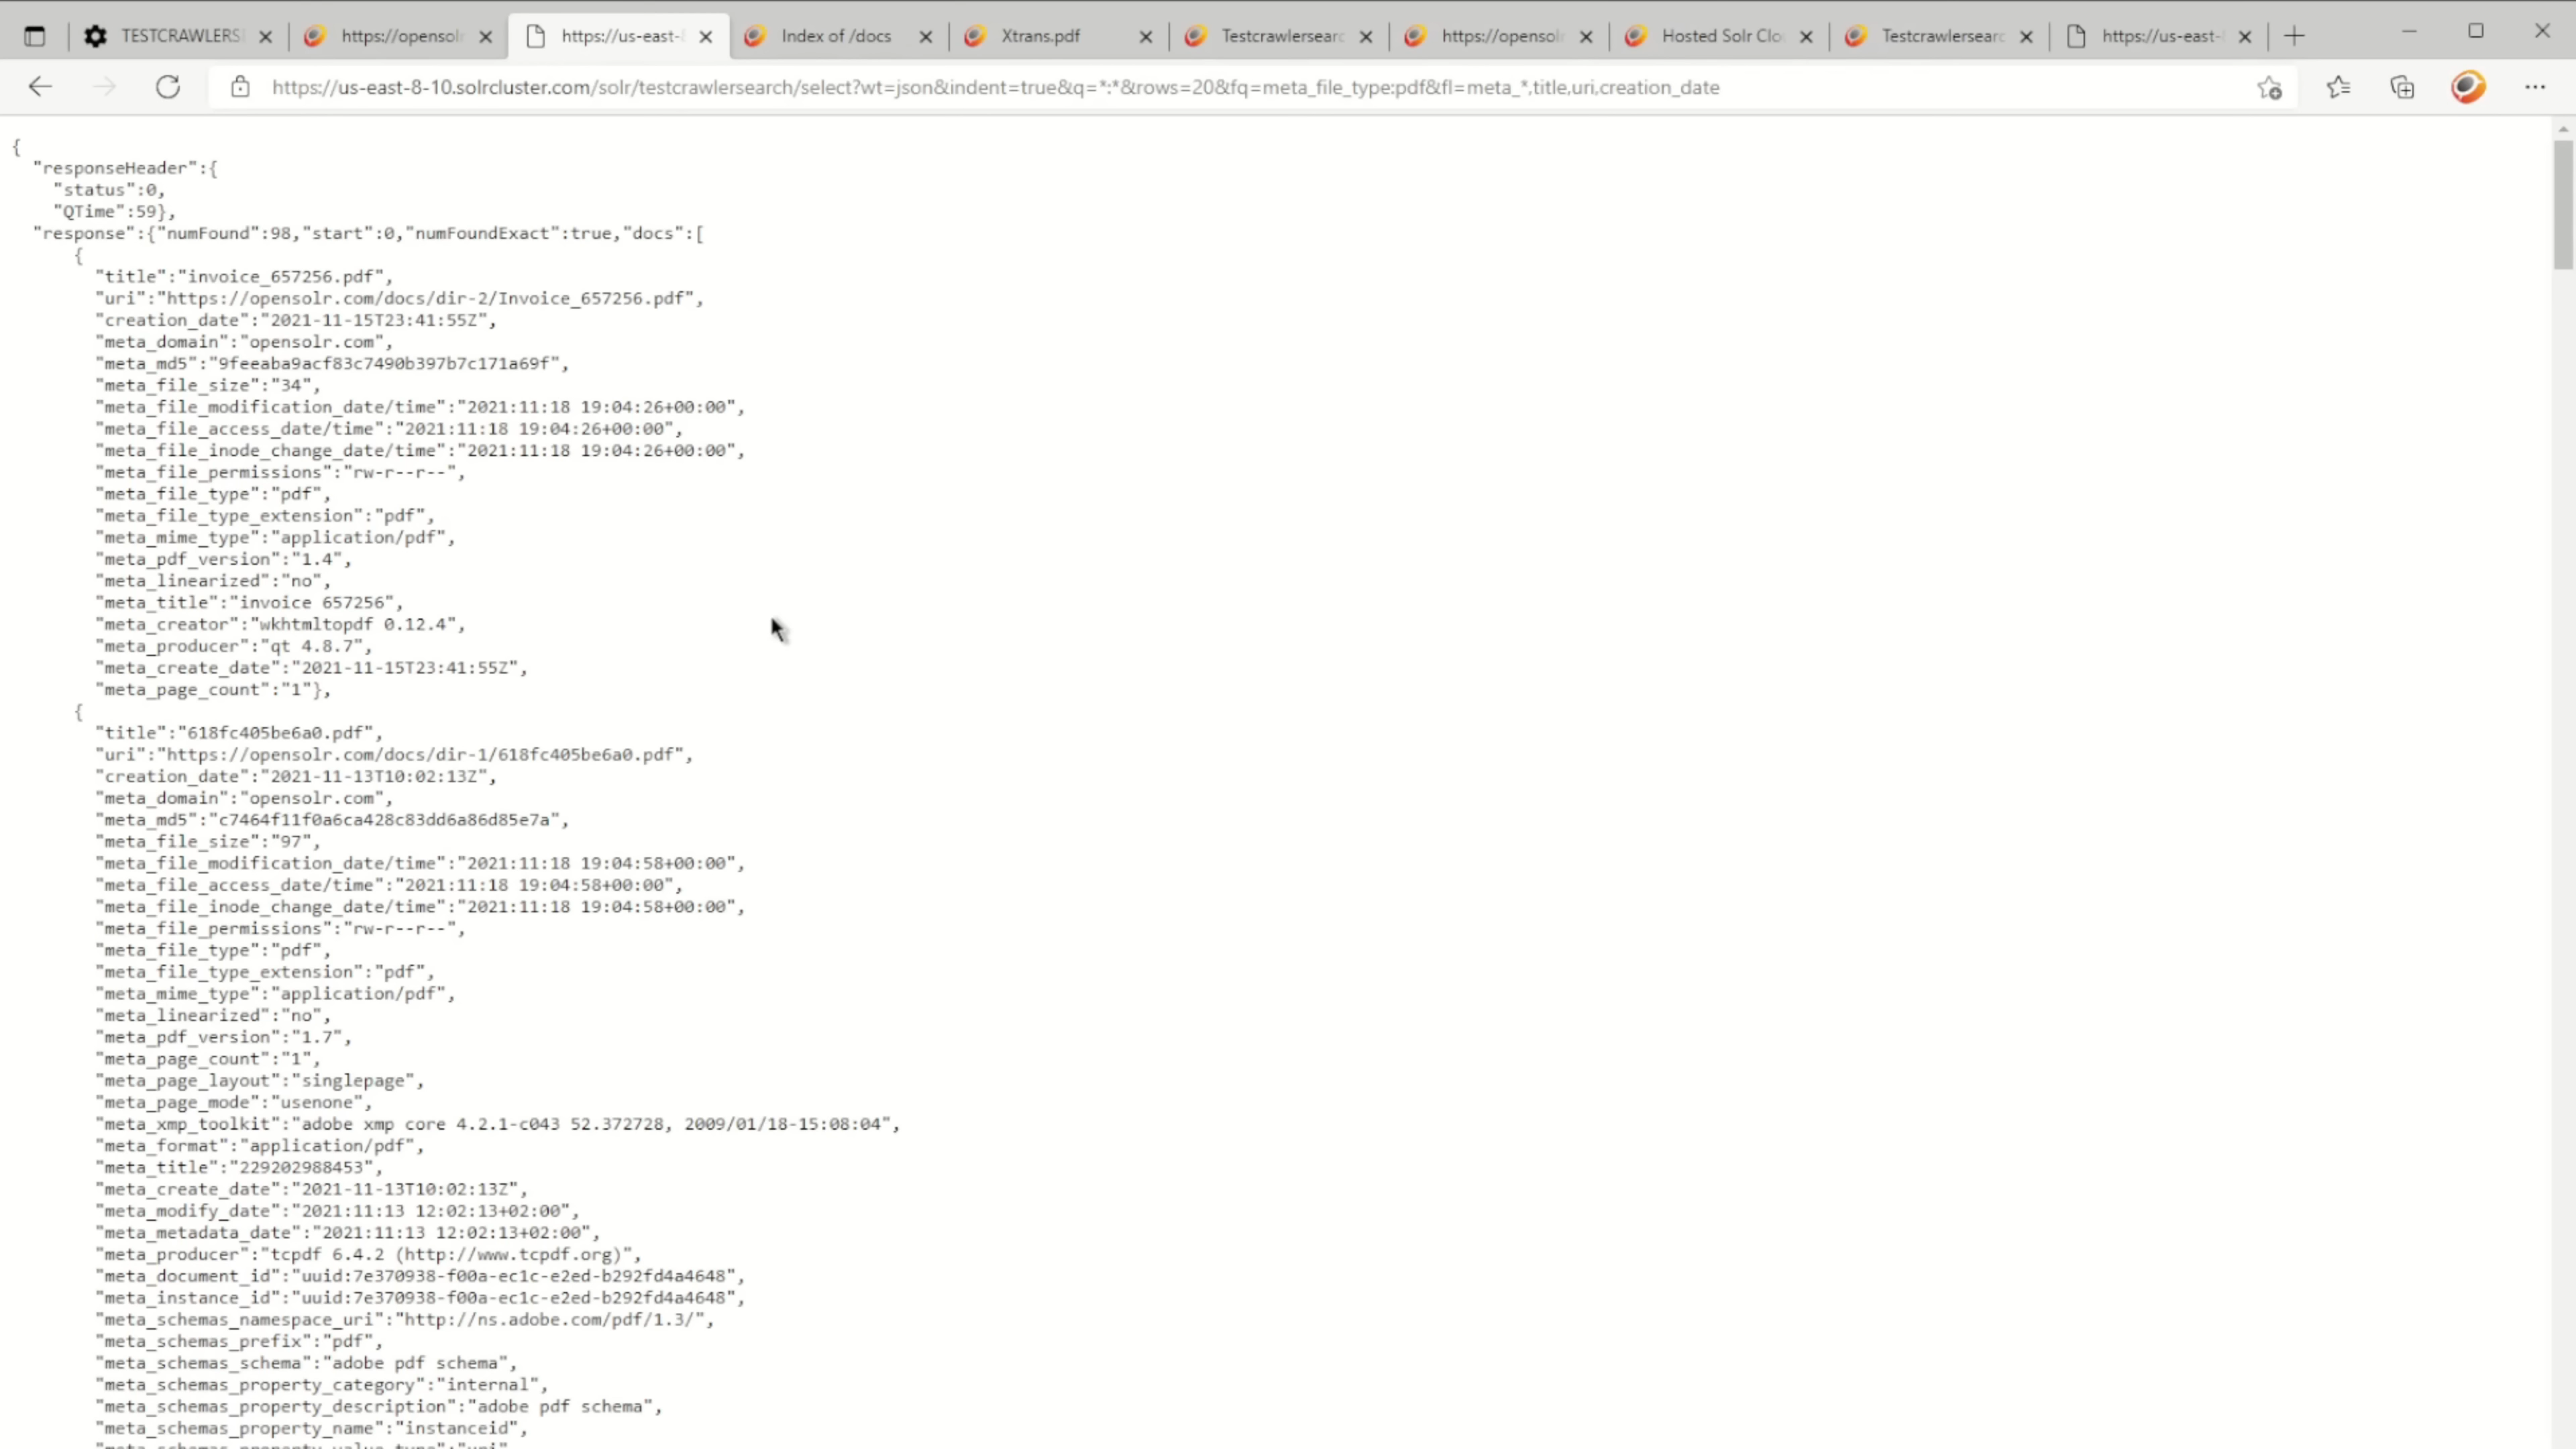 TESTCRAWLERS
https://opensolr
https://us-east-
Index of /docs
Xtrans.pdf
Testcrawlersearc
https://opensol
Hosted Solr Clo
Testcrawlersearc
https://us-east-
https://us-east-8-10.solrcluster.com/solr/testcrawlersearch/select?wt=json&indent=true&q=*:*&rows=20&fq=meta_file_type:pdf&fl=meta_*,title,uri,creation_date
{
"responseHeader":{
"status":0,
"QTime":59},
"response":{"numFound":98,"start":0,"numFoundExact":true,"docs":[
{
"title":"invoice_657256.pdf",
"uri":"https://opensolr.com/docs/dir-2/Invoice_657256.pdf",
"creation_date":"2021-11-15T23:41:55Z",
"meta_domain":"opensolr.com",
"meta_md5":"9feeaba9acf83c7490b397b7c171a69f",
"meta_file_size":"34",
"meta_file_modification_date/time":"2021:11:18 19:04:26+00:00",
"meta_file_access_date/time":"2021:11:18 19:04:26+00:00",
"meta_file_inode_change_date/time":"2021:11:18 19:04:26+00:00",
"meta_file_permissions":"rw-r--r--",
"meta_file_type":"pdf",
"meta_file_type_extension":"pdf",
"meta_mime_type":"application/pdf",
"meta_pdf_version":"1.4",
"meta_linearized":"no",
"meta_title":"invoice 657256",
"meta_creator":"wkhtmltopdf 0.12.4",
"meta_producer":"qt 4.8.7",
"meta_create_date":"2021-11-15T23:41:55Z",
"meta_page_count":"1"},
{
"title":"618fc405be6a0.pdf",
"uri":"https://opensolr.com/docs/dir-1/618fc405be6a0.pdf",
"creation_date":"2021-11-13T10:02:13Z",
"meta_domain":"opensolr.com",
"meta_md5":"c7464f11f0a6ca428c83dd6a86d85e7a",
"meta_file_size":"97",
"meta_file_modification_date/time":"2021:11:18 19:04:58+00:00",
"meta_file_access_date/time":"2021:11:18 19:04:58+00:00",
"meta_file_inode_change_date/time":"2021:11:18 19:04:58+00:00",
"meta_file_permissions":"rw-r--r--",
"meta_file_type":"pdf",
"meta_file_type_extension":"pdf",
"meta_mime_type":"application/pdf",
"meta_linearized":"no",
"meta_pdf_version":"1.7",
"meta_page_count":"1",
"meta_page_layout":"singlepage",
"meta_page_mode":"usenone",
"meta_xmp_toolkit":"adobe xmp core 4.2.1-c043 52.372728, 2009/01/18-15:08:04",
"meta_format":"application/pdf",
"meta_title":"229202988453",
"meta_create_date":"2021-11-13T10:02:13Z",
"meta_modify_date":"2021:11:13 12:02:13+02:00",
"meta_metadata_date":"2021:11:13 12:02:13+02:00",
"meta_producer":"tcpdf 6.4.2 (http://www.tcpdf.org)",
"meta_document_id":"uuid:7e370938-f00a-ec1c-e2ed-b292fd4a4648",
"meta_instance_id":"uuid:7e370938-f00a-ec1c-e2ed-b292fd4a4648",
"meta_schemas_namespace_uri":"http://ns.adobe.com/pdf/1.3/",
"meta_schemas_prefix":"pdf",
"meta_schemas_schema":"adobe pdf schema",
"meta_schemas_property_category":"internal",
"meta_schemas_property_description":"adobe pdf schema",
"meta_schemas_property_name":"instanceid",